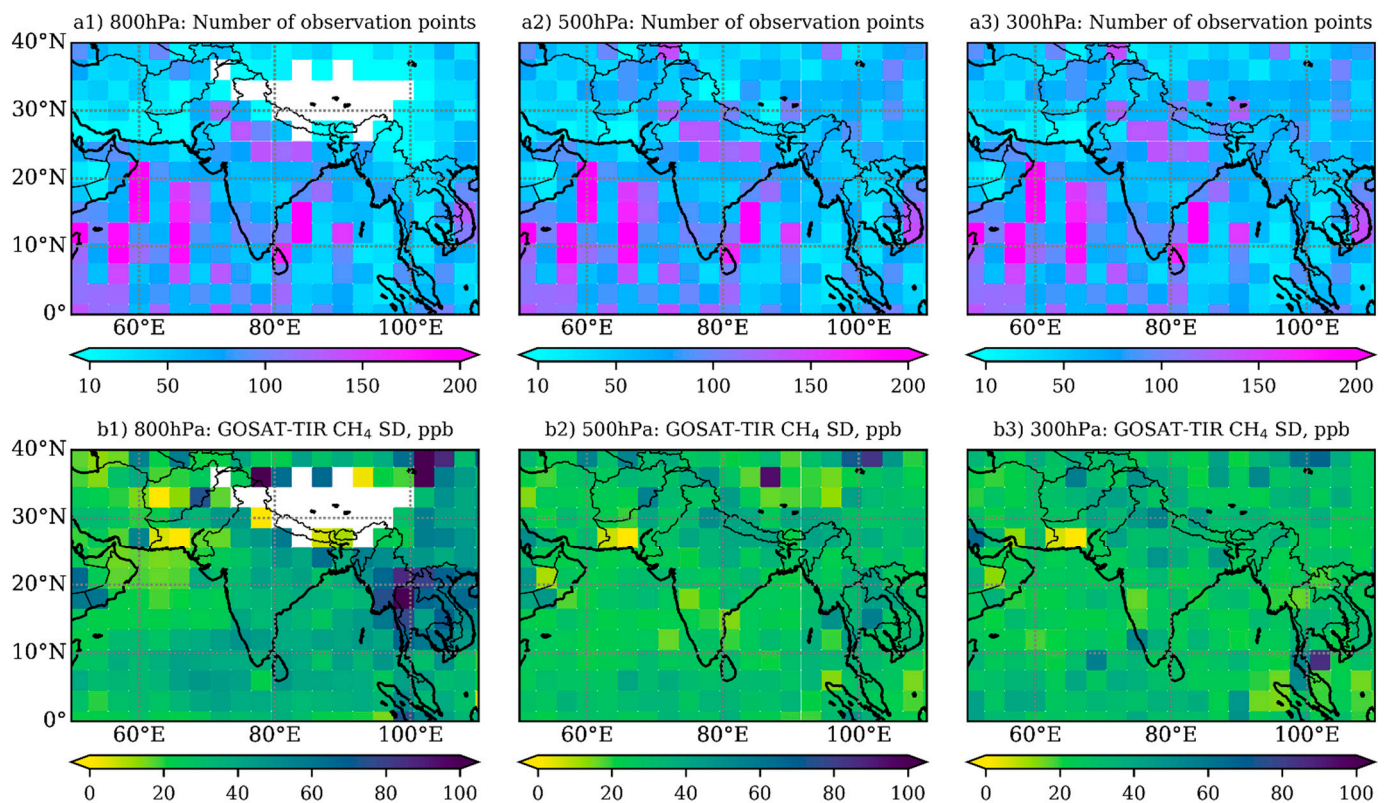 a1) 800hPa: Number of observation points
a2) 500hPa: Number of observation points
a3) 300hPa: Number of observation points
40°N
30°N
20°N
10°N
0°
60°E 80°E 100°E
60°E 80°E 100°E
60°E 80°E 100°E
10 50 100 150 200
10 50 100 150 200
10 50 100 150 200
b1) 800hPa: GOSAT-TIR CH₄ SD, ppb
b2) 500hPa: GOSAT-TIR CH₄ SD, ppb
b3) 300hPa: GOSAT-TIR CH₄ SD, ppb
40°N
30°N
20°N
10°N
0°
60°E 80°E 100°E
60°E 80°E 100°E
60°E 80°E 100°E
0 20 40 60 80 100
0 20 40 60 80 100
0 20 40 60 80 100